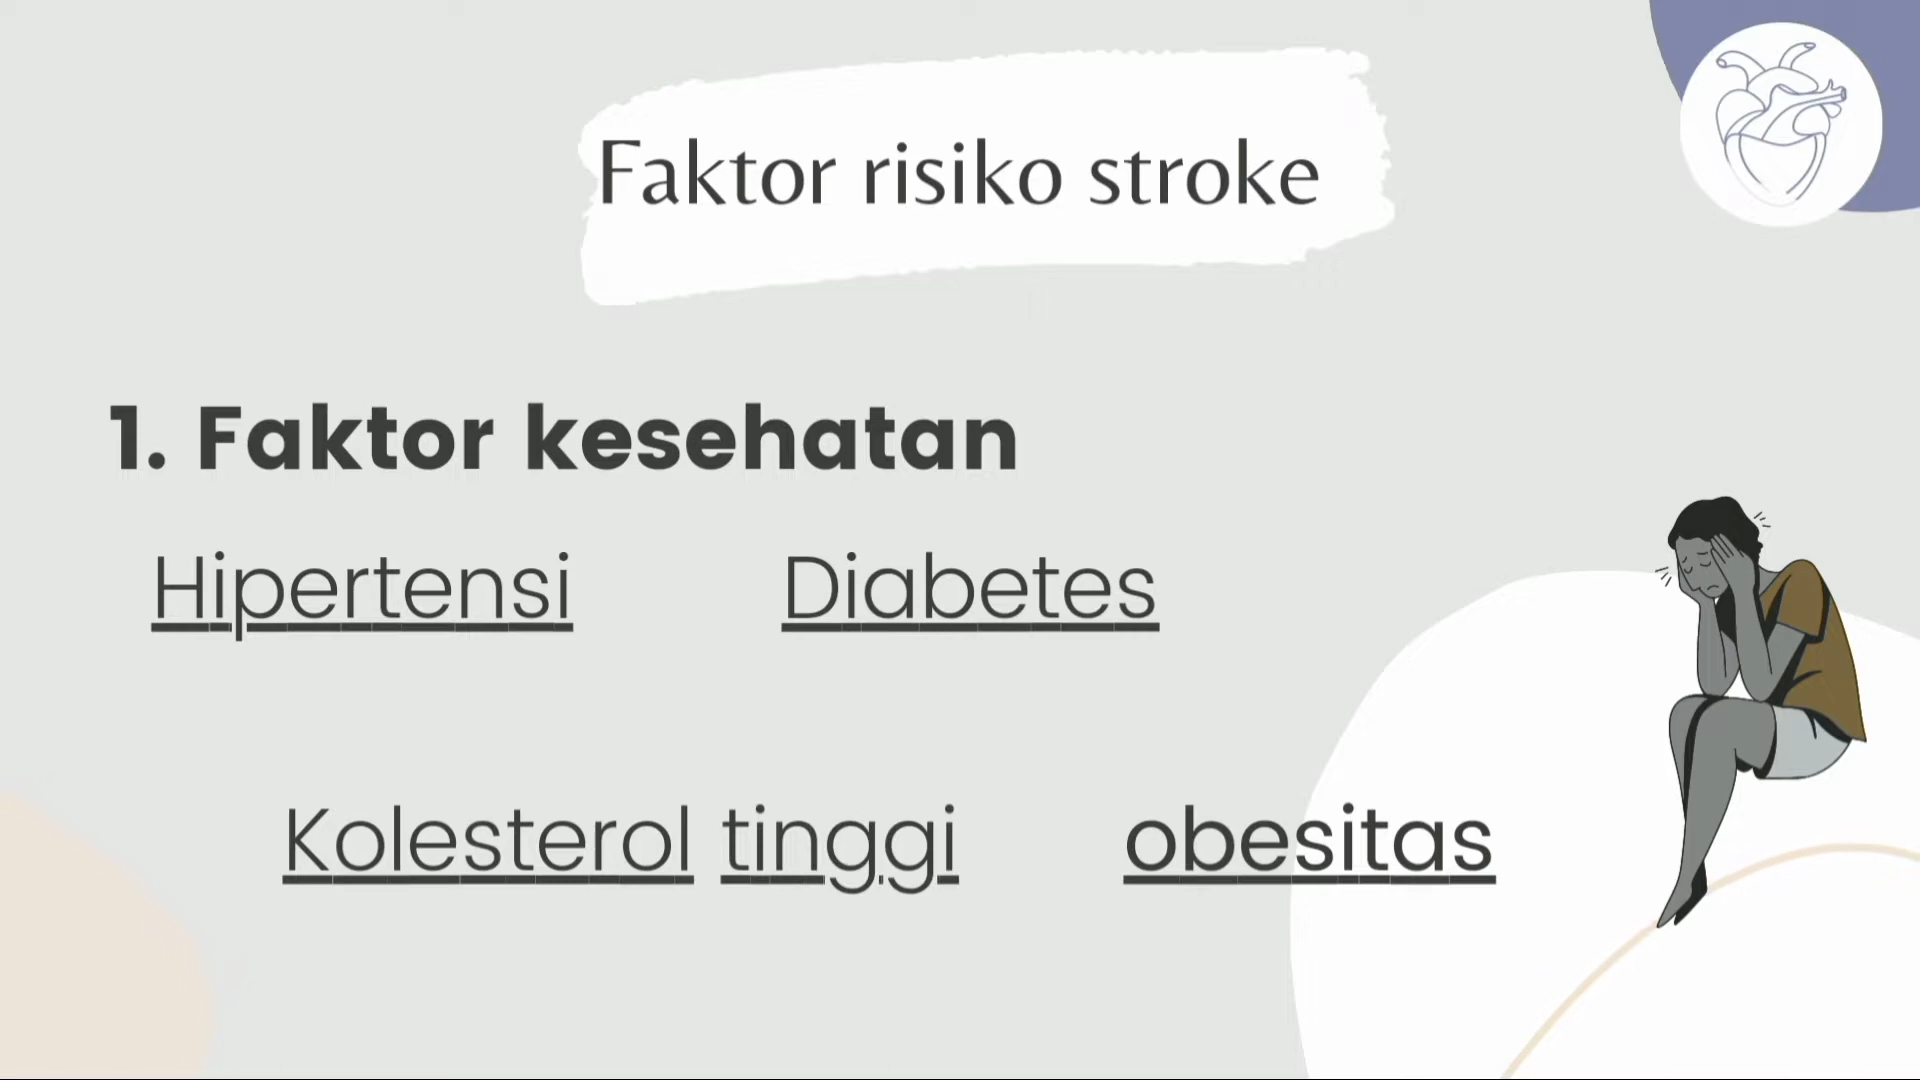 Faktor risiko stroke
1. Faktor kesehatan
Hipertensi Diabetes
Kolesterol tinggi obesitas